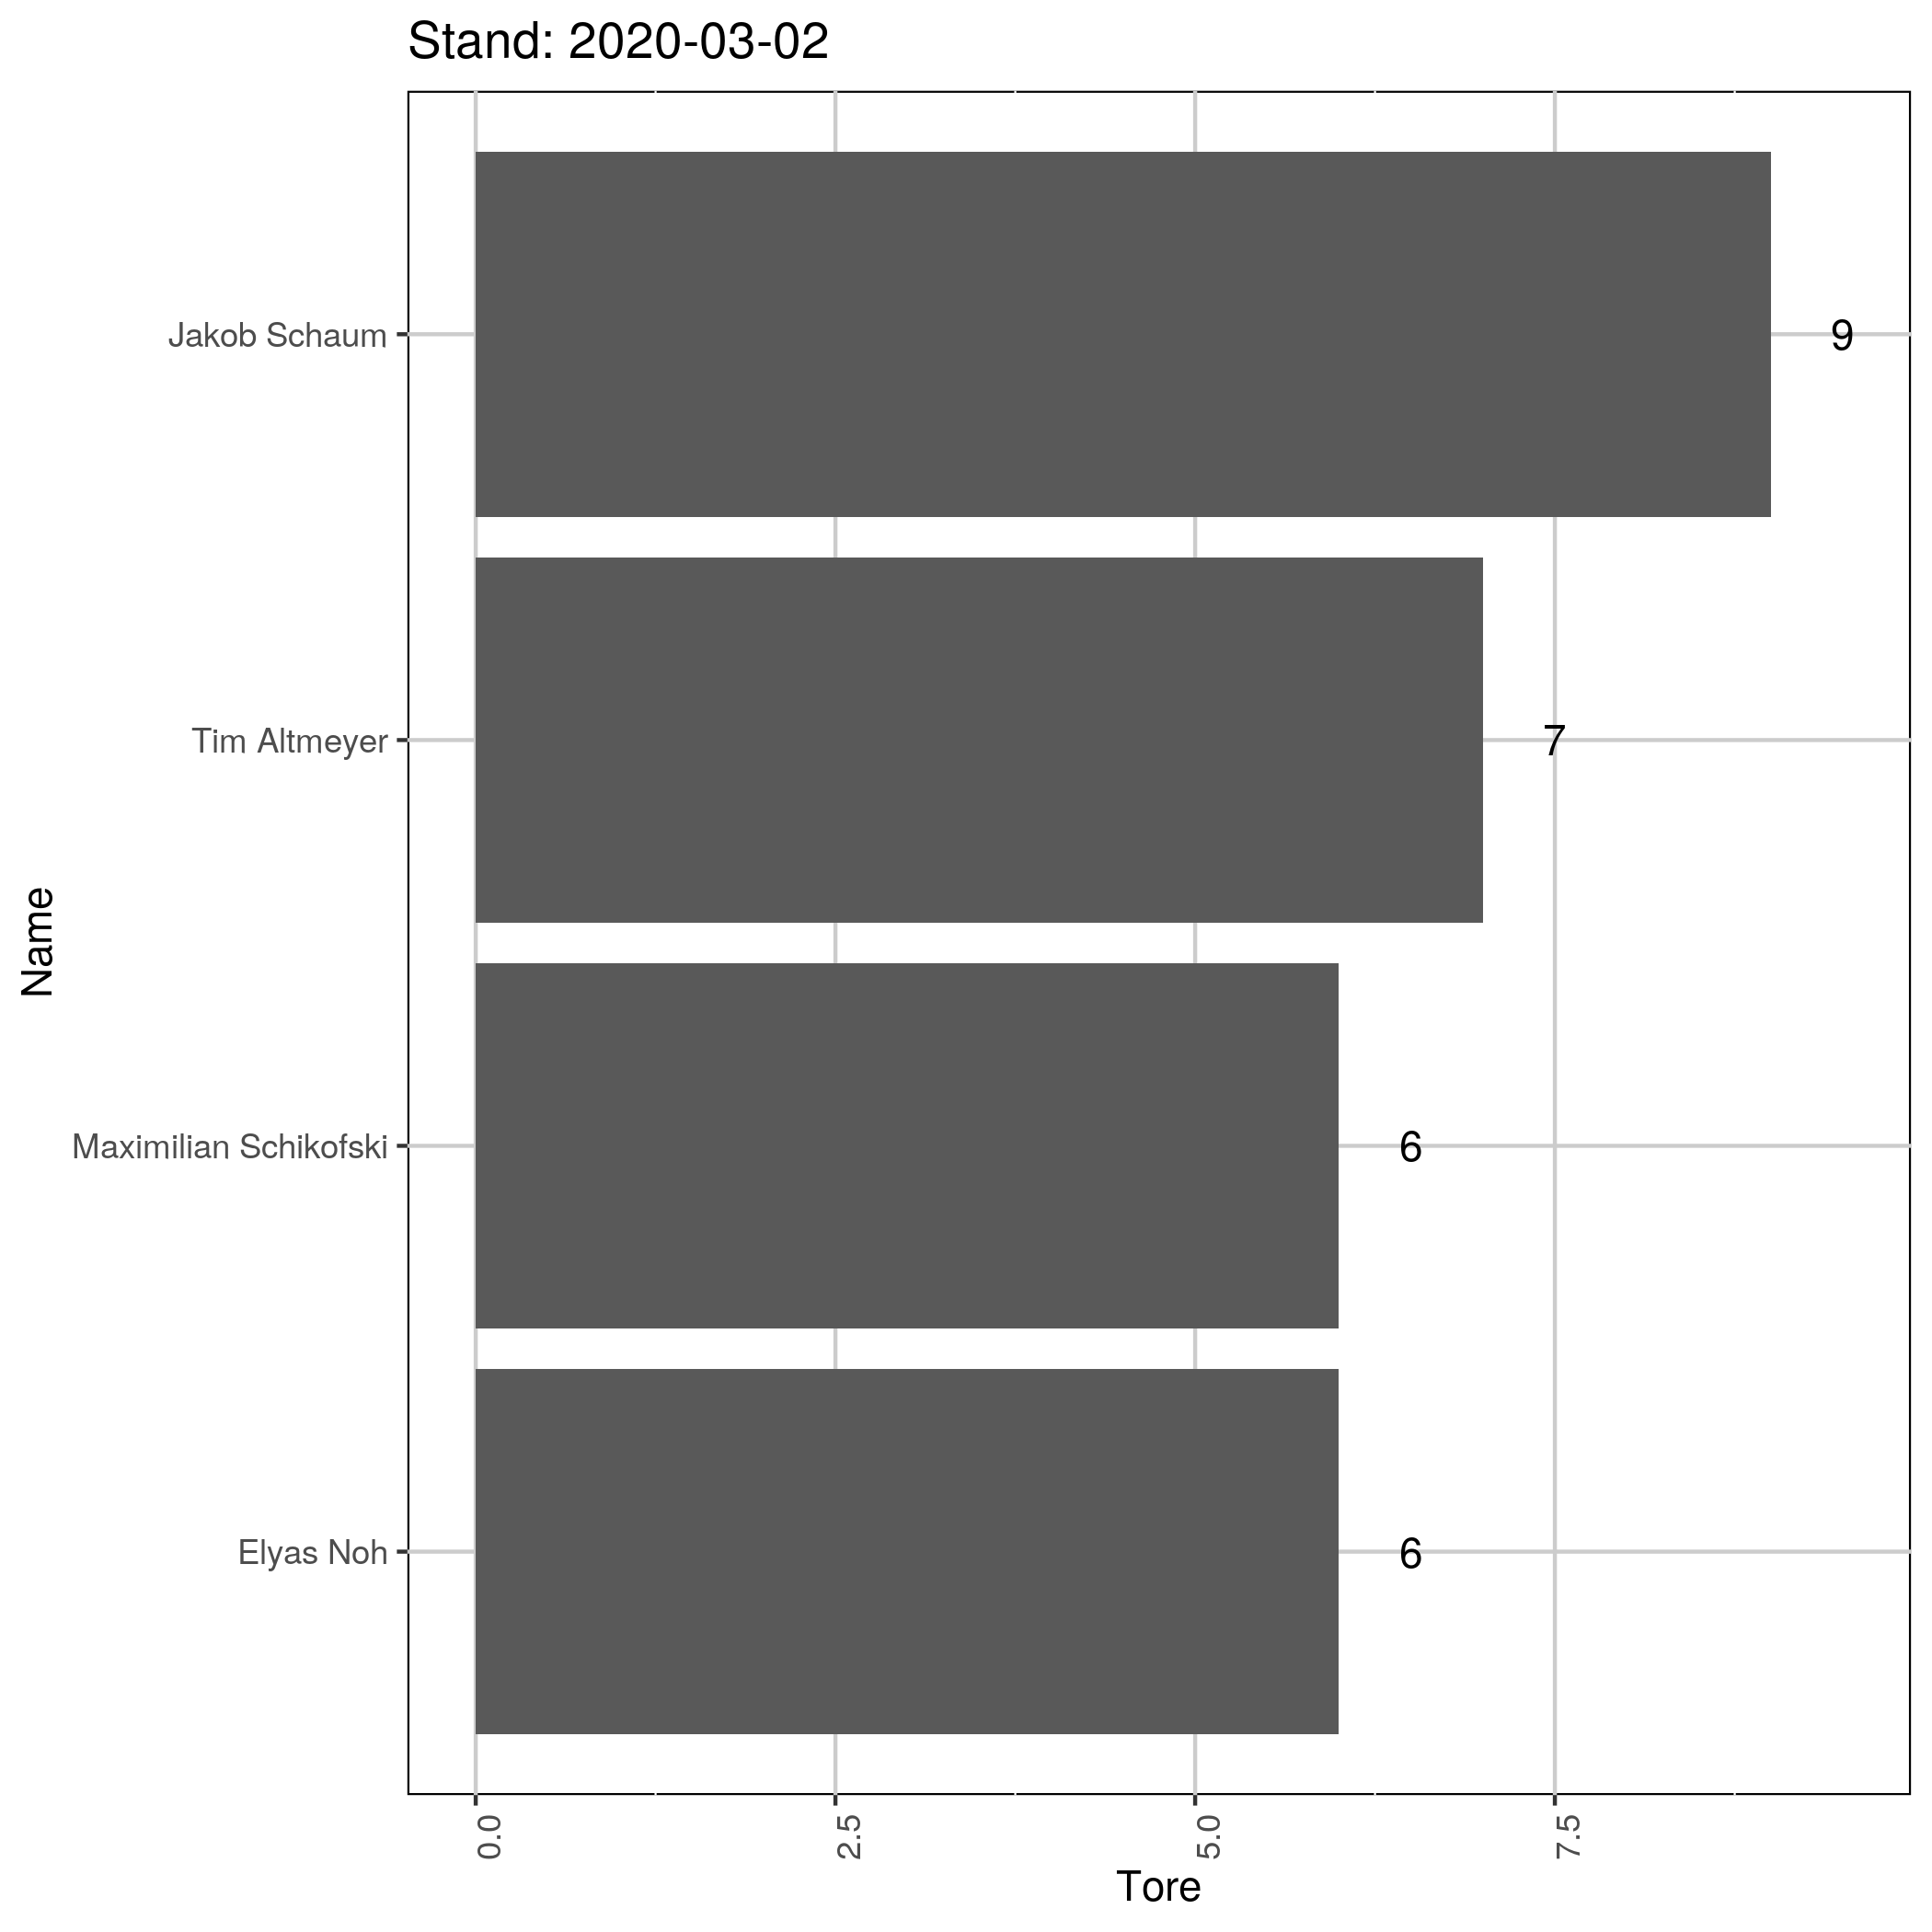 Stand: 2020-03-02
Name
Jakob Schaum
9
Tim Altmeyer
7
Maximilian Schikofski
6
Elyas Noh
6
0.0
2.5
5.0
7.5
Tore